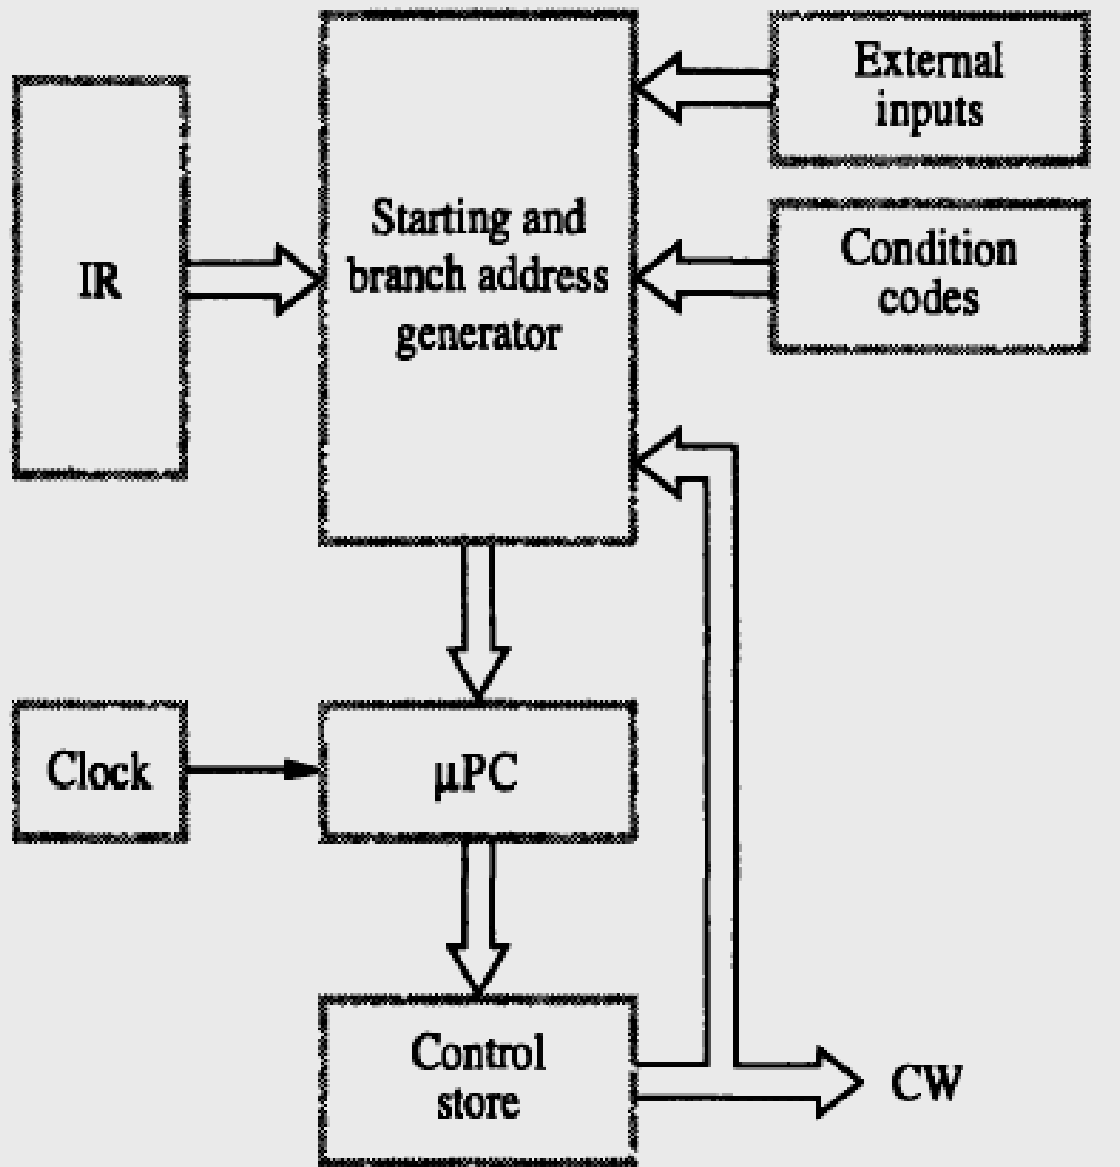 External
inputs
IR
Starting and
branch address
generator
Condition
codes
Clock
μPC
Control
store
CW